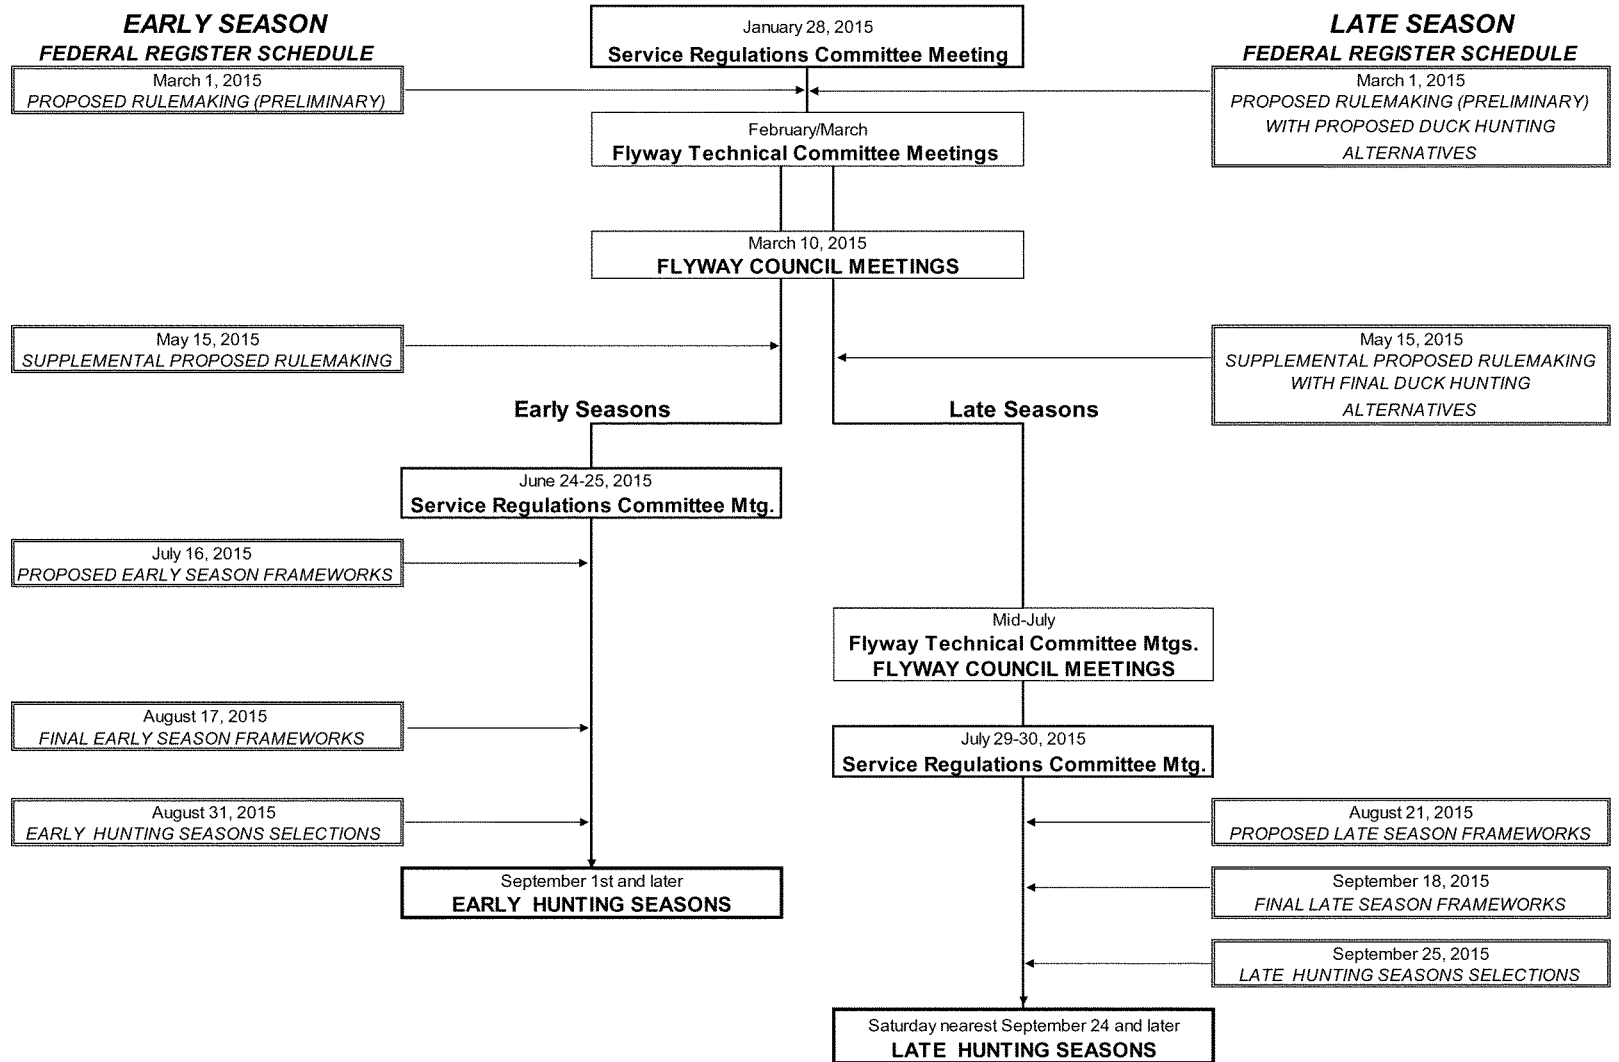 EARLY SEASON
FEDERAL REGISTER SCHEDULE
January 28, 2015
Service Regulations Committee Meeting
LATE SEASON
FEDERAL REGISTER SCHEDULE
March 1, 2015
PROPOSED RULEMAKING (PRELIMINARY)
March 1, 2015
PROPOSED RULEMAKING (PRELIMINARY)
WITH PROPOSED DUCK HUNTING
ALTERNATIVES
February/March
Flyway Technical Committee Meetings
March 10, 2015
FLYWAY COUNCIL MEETINGS
May 15, 2015
SUPPLEMENTAL PROPOSED RULEMAKING
May 15, 2015
SUPPLEMENTAL PROPOSED RULEMAKING
WITH FINAL DUCK HUNTING
ALTERNATIVES
Early Seasons
Late Seasons
June 24-25, 2015
Service Regulations Committee Mtg.
July 16, 2015
PROPOSED EARLY SEASON FRAMEWORKS
Mid-July
Flyway Technical Committee Mtgs.
FLYWAY COUNCIL MEETINGS
August 17, 2015
FINAL EARLY SEASON FRAMEWORKS
July 29-30, 2015
Service Regulations Committee Mtg.
August 31, 2015
EARLY HUNTING SEASONS SELECTIONS
August 21, 2015
PROPOSED LATE SEASON FRAMEWORKS
September 1st and later
EARLY HUNTING SEASONS
September 18, 2015
FINAL LATE SEASON FRAMEWORKS
September 25, 2015
LATE HUNTING SEASONS SELECTIONS
Saturday nearest September 24 and later
LATE HUNTING SEASONS